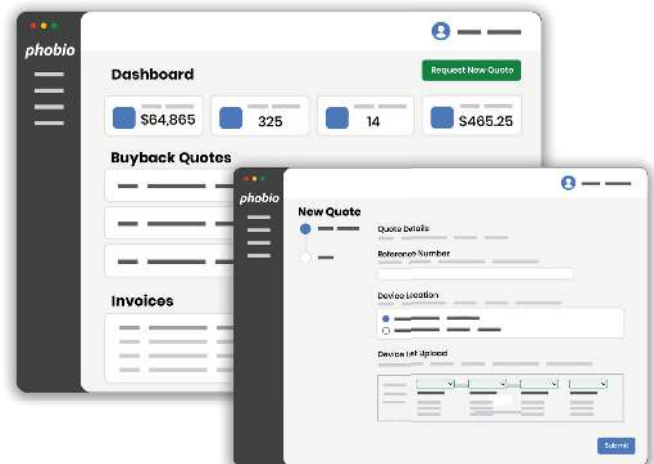 phobio
Dashboard
Request New Quote
$64,865
325
14
$465.25
Buyback Quotes
Invoices
phobio
New Quote
Quote Details
Reference Number
Device Location
Device List Upload
Submit